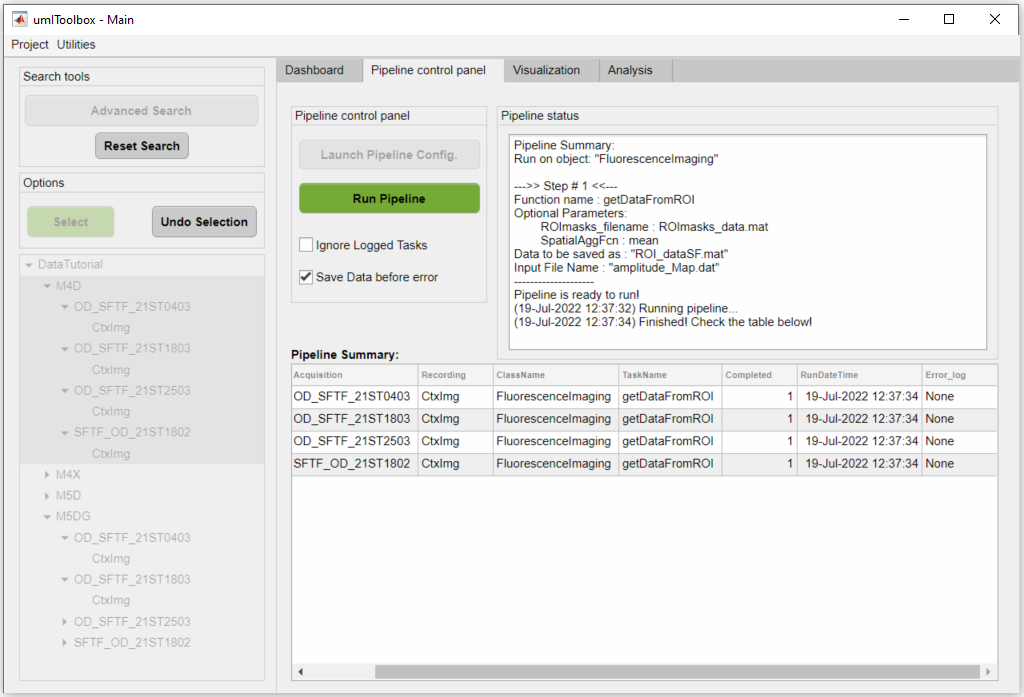 umIToolbox - Main
Project Utilities
Search tools
Advanced Search
Reset Search
Options
Select Undo Selection
DataTutorial
M4D
OD_SFTF_21ST0403
CtxImg
OD_SFTF_21ST1803
CtxImg
OD_SFTF_21ST2503
CtxImg
SFTF_OD_21ST1802
CtxImg
M4X
M5D
M5DG
OD_SFTF_21ST0403
CtxImg
OD_SFTF_21ST1803
CtxImg
OD_SFTF_21ST2503
SFTF_OD_21ST1802
Dashboard Pipeline control panel Visualization Analysis
Pipeline control panel
Launch Pipeline Config.
Run Pipeline
Ignore Logged Tasks
Save Data before error
Pipeline status
Pipeline Summary:
Run on object: "FluorescenceImaging"
--->> Step # 1 <<---
Function name : getDataFromROI
Optional Parameters:
ROImasks_filename : ROImasks_data.mat
SpatialAggFcn : mean
Data to be saved as : "ROI_dataSF.mat"
Input File Name : "amplitude_Map.dat"
--------------------
Pipeline is ready to run!
(19-Jul-2022 12:37:32) Running pipeline...
(19-Jul-2022 12:37:34) Finished! Check the table below!
Pipeline Summary:
Acquisition Recording ClassName TaskName Completed RunDateTime Error_log
OD_SFTF_21ST0403 CtxImg FluorescenceImaging getDataFromROI 1 19-Jul-2022 12:37:34 None
OD_SFTF_21ST1803 CtxImg FluorescenceImaging getDataFromROI 1 19-Jul-2022 12:37:34 None
OD_SFTF_21ST2503 CtxImg FluorescenceImaging getDataFromROI 1 19-Jul-2022 12:37:34 None
SFTF_OD_21ST1802 CtxImg FluorescenceImaging getDataFromROI 1 19-Jul-2022 12:37:34 None